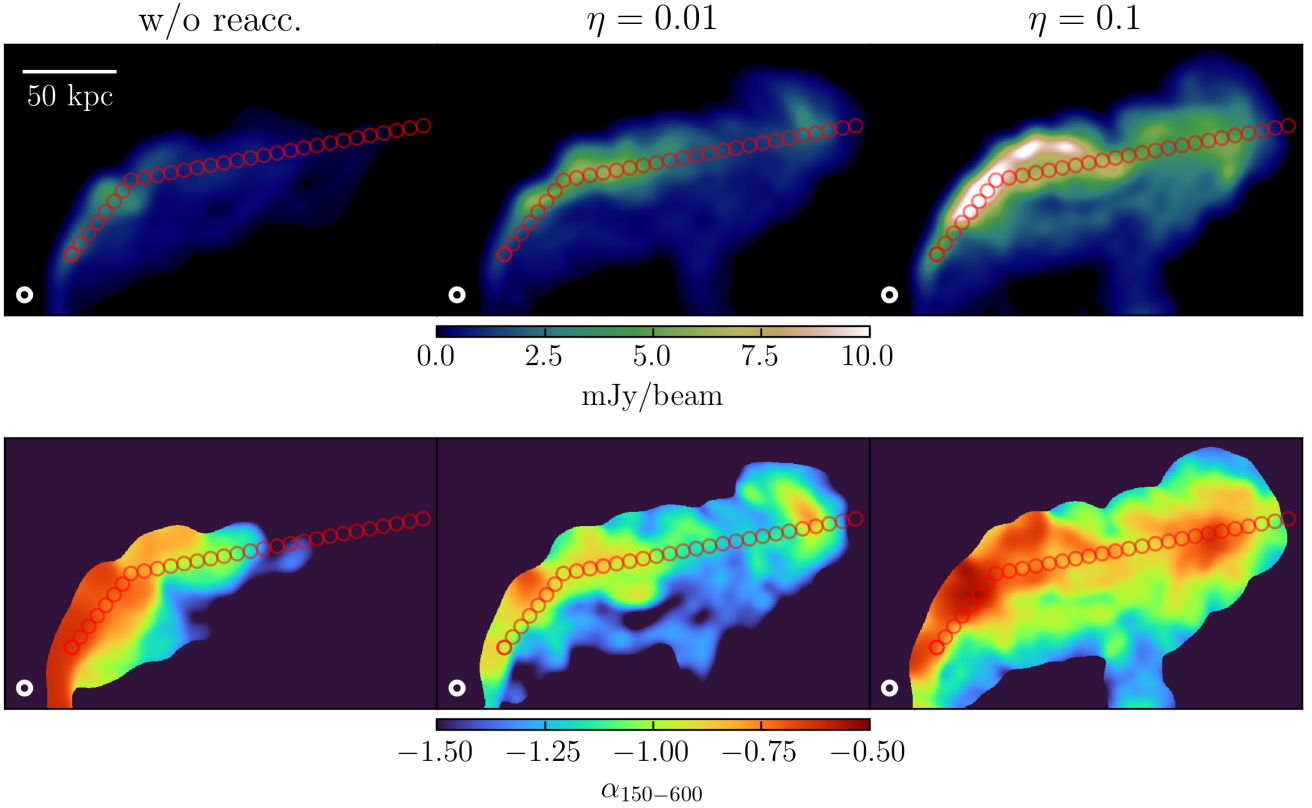 w/o reacc.
η = 0.01
η = 0.1
50 kpc
0.0 2.5 5.0 7.5 10.0
mJy/beam
−1.50 −1.25 −1.00 −0.75 −0.50
α₁₅₀₋₆₀₀